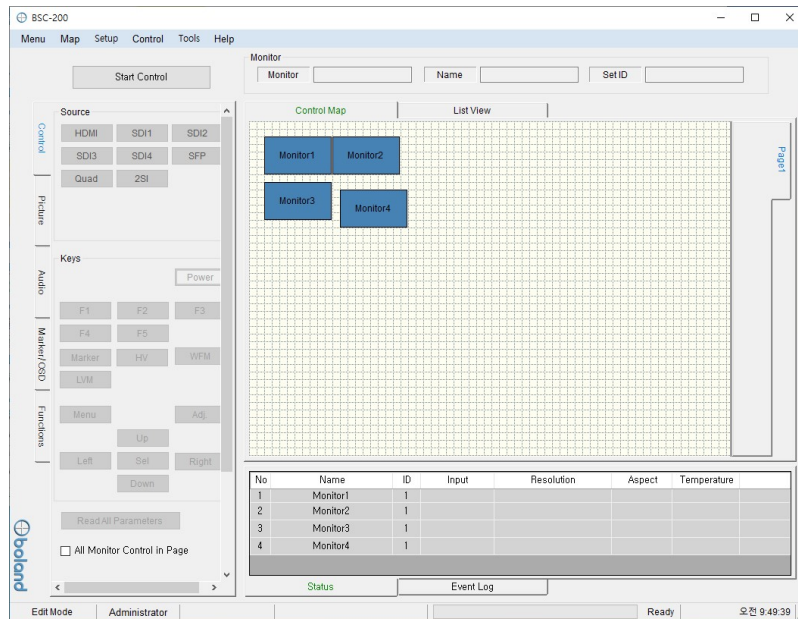 BSC-200
Menu Map Setup Control Tools Help
Start Control
Monitor
Monitor Name Set ID
Control
Picture
Audio
Marker/OSD
Functions
Source
HDMI SDI1 SDI2
SDI3 SDI4 SFP
Quad 2SI
Keys
Power
F1 F2 F3
F4 F5
Marker HV WFM
LVM
Menu Adj
Up
Left Sel Right
Down
Read All Parameters
All Monitor Control in Page
boland
Control Map List View
Monitor1 Monitor2
Monitor3 Monitor4
Page1
No Name ID Input Resolution Aspect Temperature
1 Monitor1 1
2 Monitor2 1
3 Monitor3 1
4 Monitor4 1
Status Event Log
Edit Mode Administrator Ready 오전 9:49:39